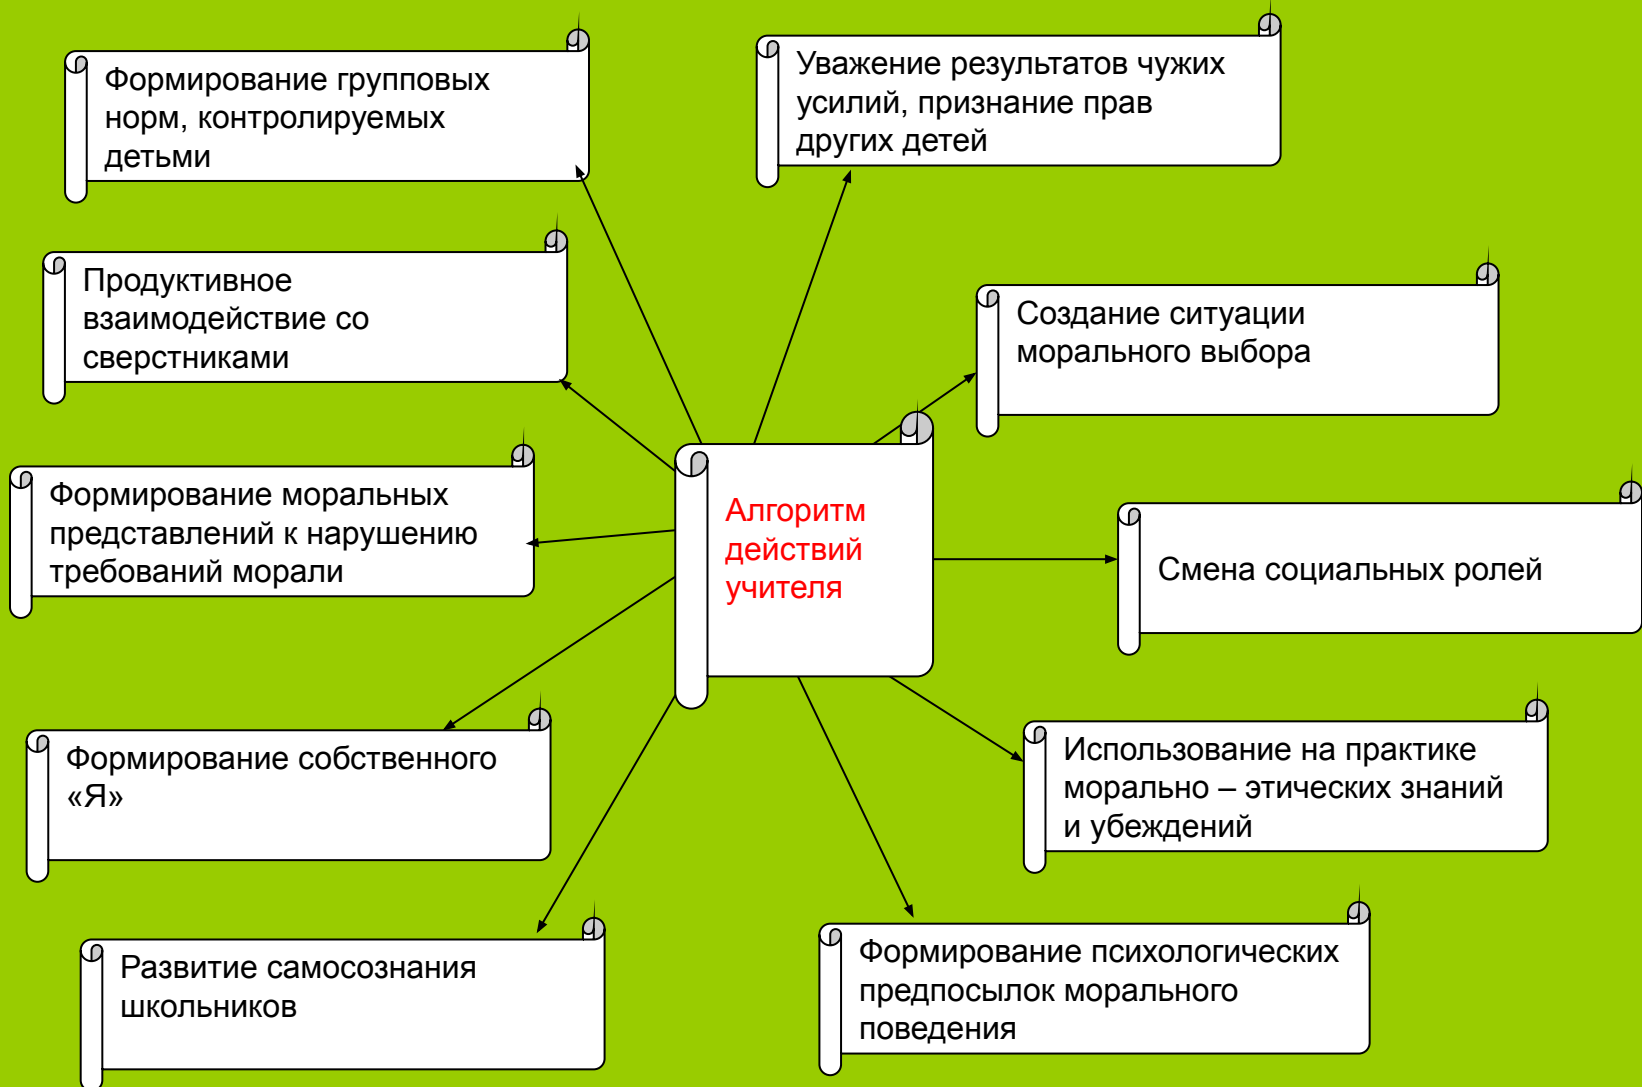 Формирование групповых
норм, контролируемых
детьми
Уважение результатов чужих
усилий, признание прав
других детей
Продуктивное
взаимодействие со
сверстниками
Создание ситуации
морального выбора
Формирование моральных
представлений к нарушению
требований морали
Алгоритм
действий
учителя
Смена социальных ролей
Формирование собственного
«Я»
Использование на практике
морально – этических знаний
и убеждений
Развитие самосознания
школьников
Формирование психологических
предпосылок морального
поведения